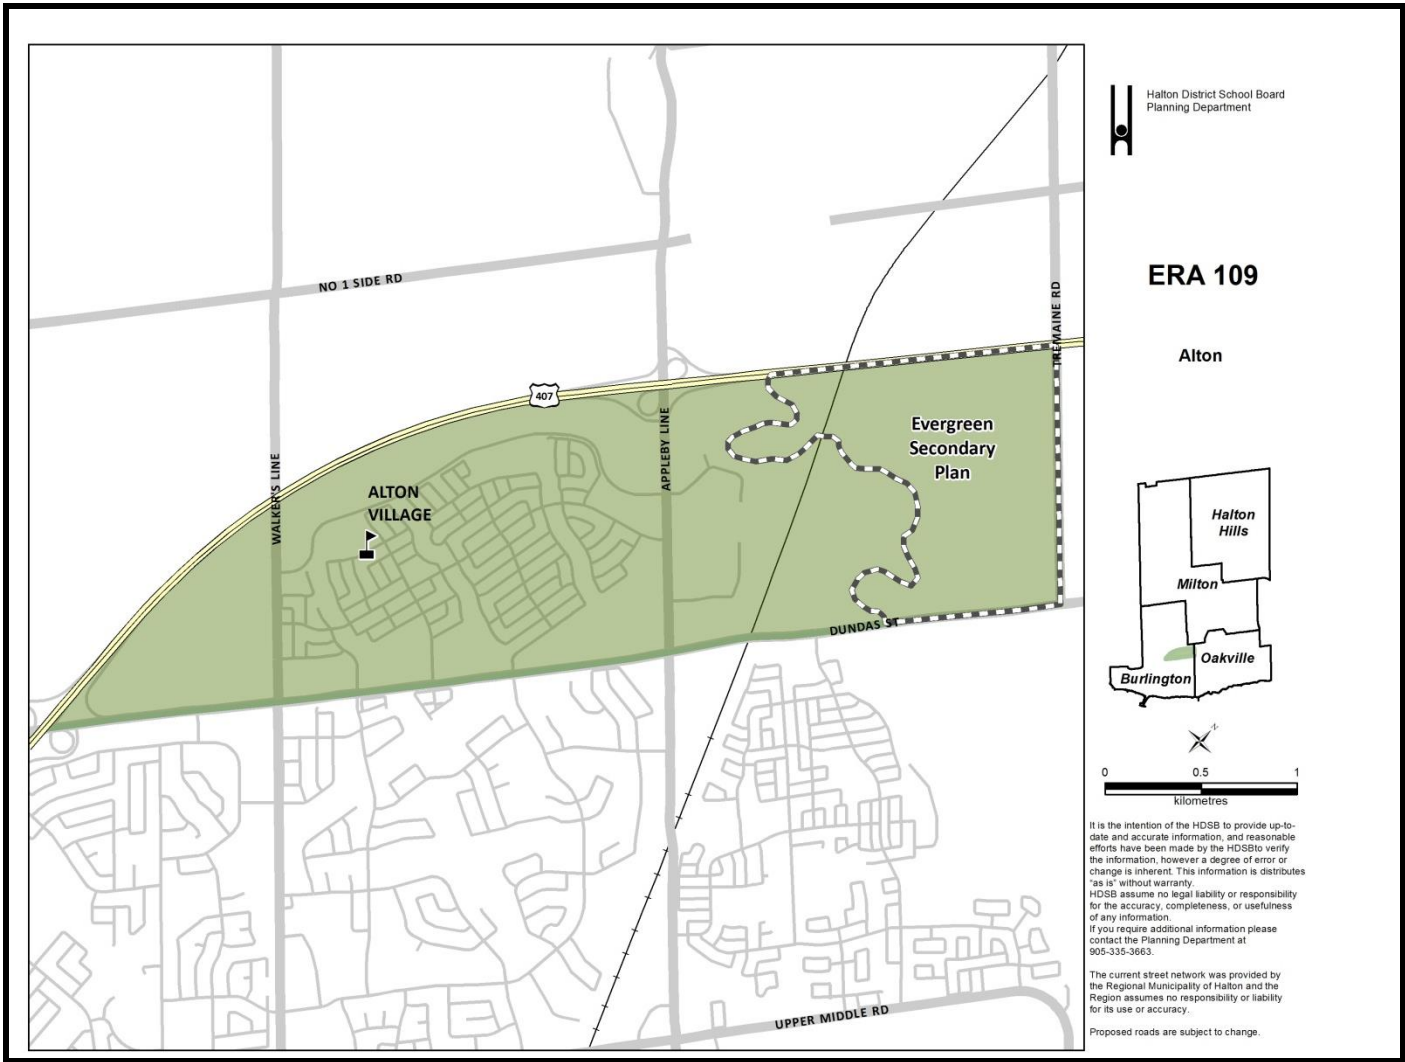 Halton District School Board
Planning Department
ERA 109
Alton
NO 1 SIDE RD
TREMAINE RD
407
WALKER'S LINE
APPLEBY LINE
ALTON
VILLAGE
Evergreen
Secondary
Plan
DUNDAS ST
UPPER MIDDLE RD
Halton
Hills
Milton
Oakville
Burlington
N
0 0.5 1
kilometres
It is the intention of the HDSB to provide up-to-
date and accurate information, and reasonable
efforts have been made by the HDSBto verify
the information, however a degree of error or
change is inherent. This information is distributes
"as is" without warranty.
HDSB assume no legal liability or responsibility
for the accuracy, completeness, or usefulness
of any information.
If you require additional information please
contact the Planning Department at
905-335-3663.
The current street network was provided by
the Regional Municipality of Halton and the
Region assumes no responsibility or liability
for its use or accuracy.
Proposed roads are subject to change.